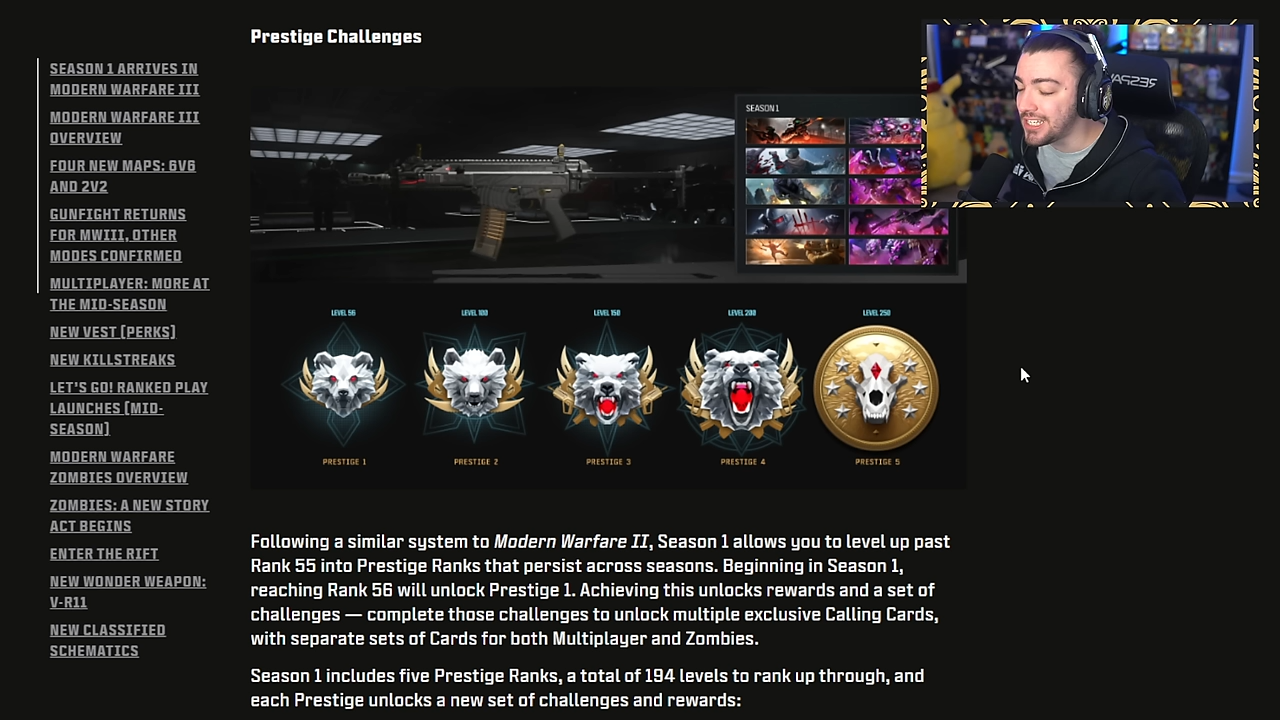 Prestige Challenges
SEASON 1 ARRIVES IN
MODERN WARFARE III
MODERN WARFARE III
OVERVIEW
FOUR NEW MAPS: 6V6
AND 2V2
GUNFIGHT RETURNS
FOR MWIII, OTHER
MODES CONFIRMED
MULTIPLAYER: MORE AT
THE MID-SEASON
NEW VEST (PERKS)
NEW KILLSTREAKS
LET'S GO! RANKED PLAY
LAUNCHES (MID-
SEASON)
MODERN WARFARE
ZOMBIES OVERVIEW
ZOMBIES: A NEW STORY
ACT BEGINS
ENTER THE RIFT
NEW WONDER WEAPON:
V-R11
NEW CLASSIFIED
SCHEMATICS
SEASON 1
RESPA
LEVEL 56
LEVEL 100
LEVEL 150
LEVEL 200
LEVEL 250
PRESTIGE 1
PRESTIGE 2
PRESTIGE 3
PRESTIGE 4
PRESTIGE 5
Following a similar system to Modern Warfare II, Season 1 allows you to level up past
Rank 55 into Prestige Ranks that persist across seasons. Beginning in Season 1,
reaching Rank 56 will unlock Prestige 1. Achieving this unlocks rewards and a set of
challenges — complete those challenges to unlock multiple exclusive Calling Cards,
with separate sets of Cards for both Multiplayer and Zombies.
Season 1 includes five Prestige Ranks, a total of 194 levels to rank up through, and
each Prestige unlocks a new set of challenges and rewards: